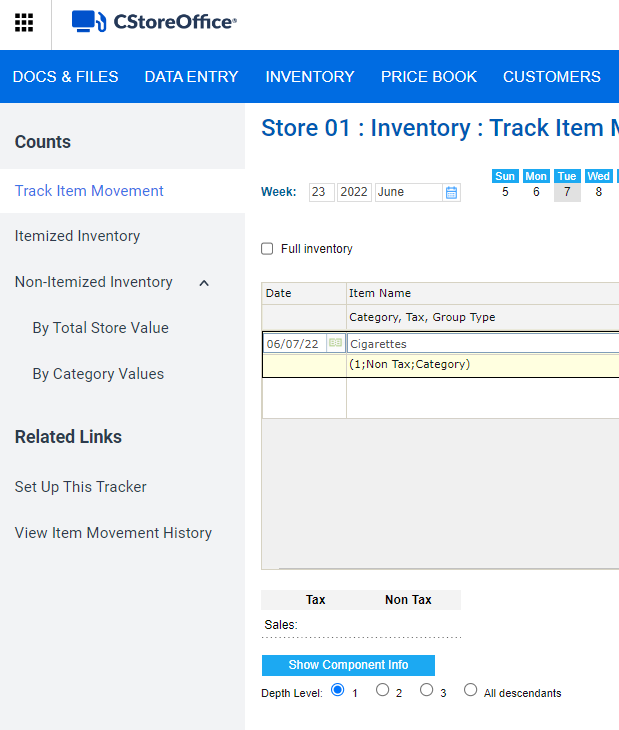 CStoreOffice®
DOCS & FILES DATA ENTRY INVENTORY PRICE BOOK CUSTOMERS
Counts
Track Item Movement
Itemized Inventory
Non-Itemized Inventory
By Total Store Value
By Category Values
Related Links
Set Up This Tracker
View Item Movement History
Store 01 : Inventory : Track Item
Sun Mon Tue Wed
Week: 23 2022 June 5 6 7 8
Full inventory
Date Item Name
Category, Tax, Group Type
06/07/22 Cigarettes
(1;Non Tax;Category)
Tax Non Tax
Sales:
Show Component Info
Depth Level: 1 2 3 All descendants